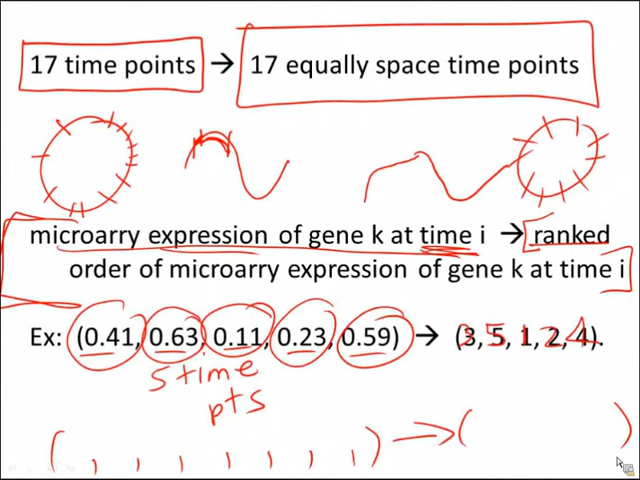 17 time points → 17 equally space time points
microarry expression of gene k at time i → ranked
order of microarry expression of gene k at time i
Ex: (0.41, 0.63, 0.11, 0.23, 0.59) → (3, 5, 1, 2, 4).
5 time
pts
( , , , , , , , ) → ( )